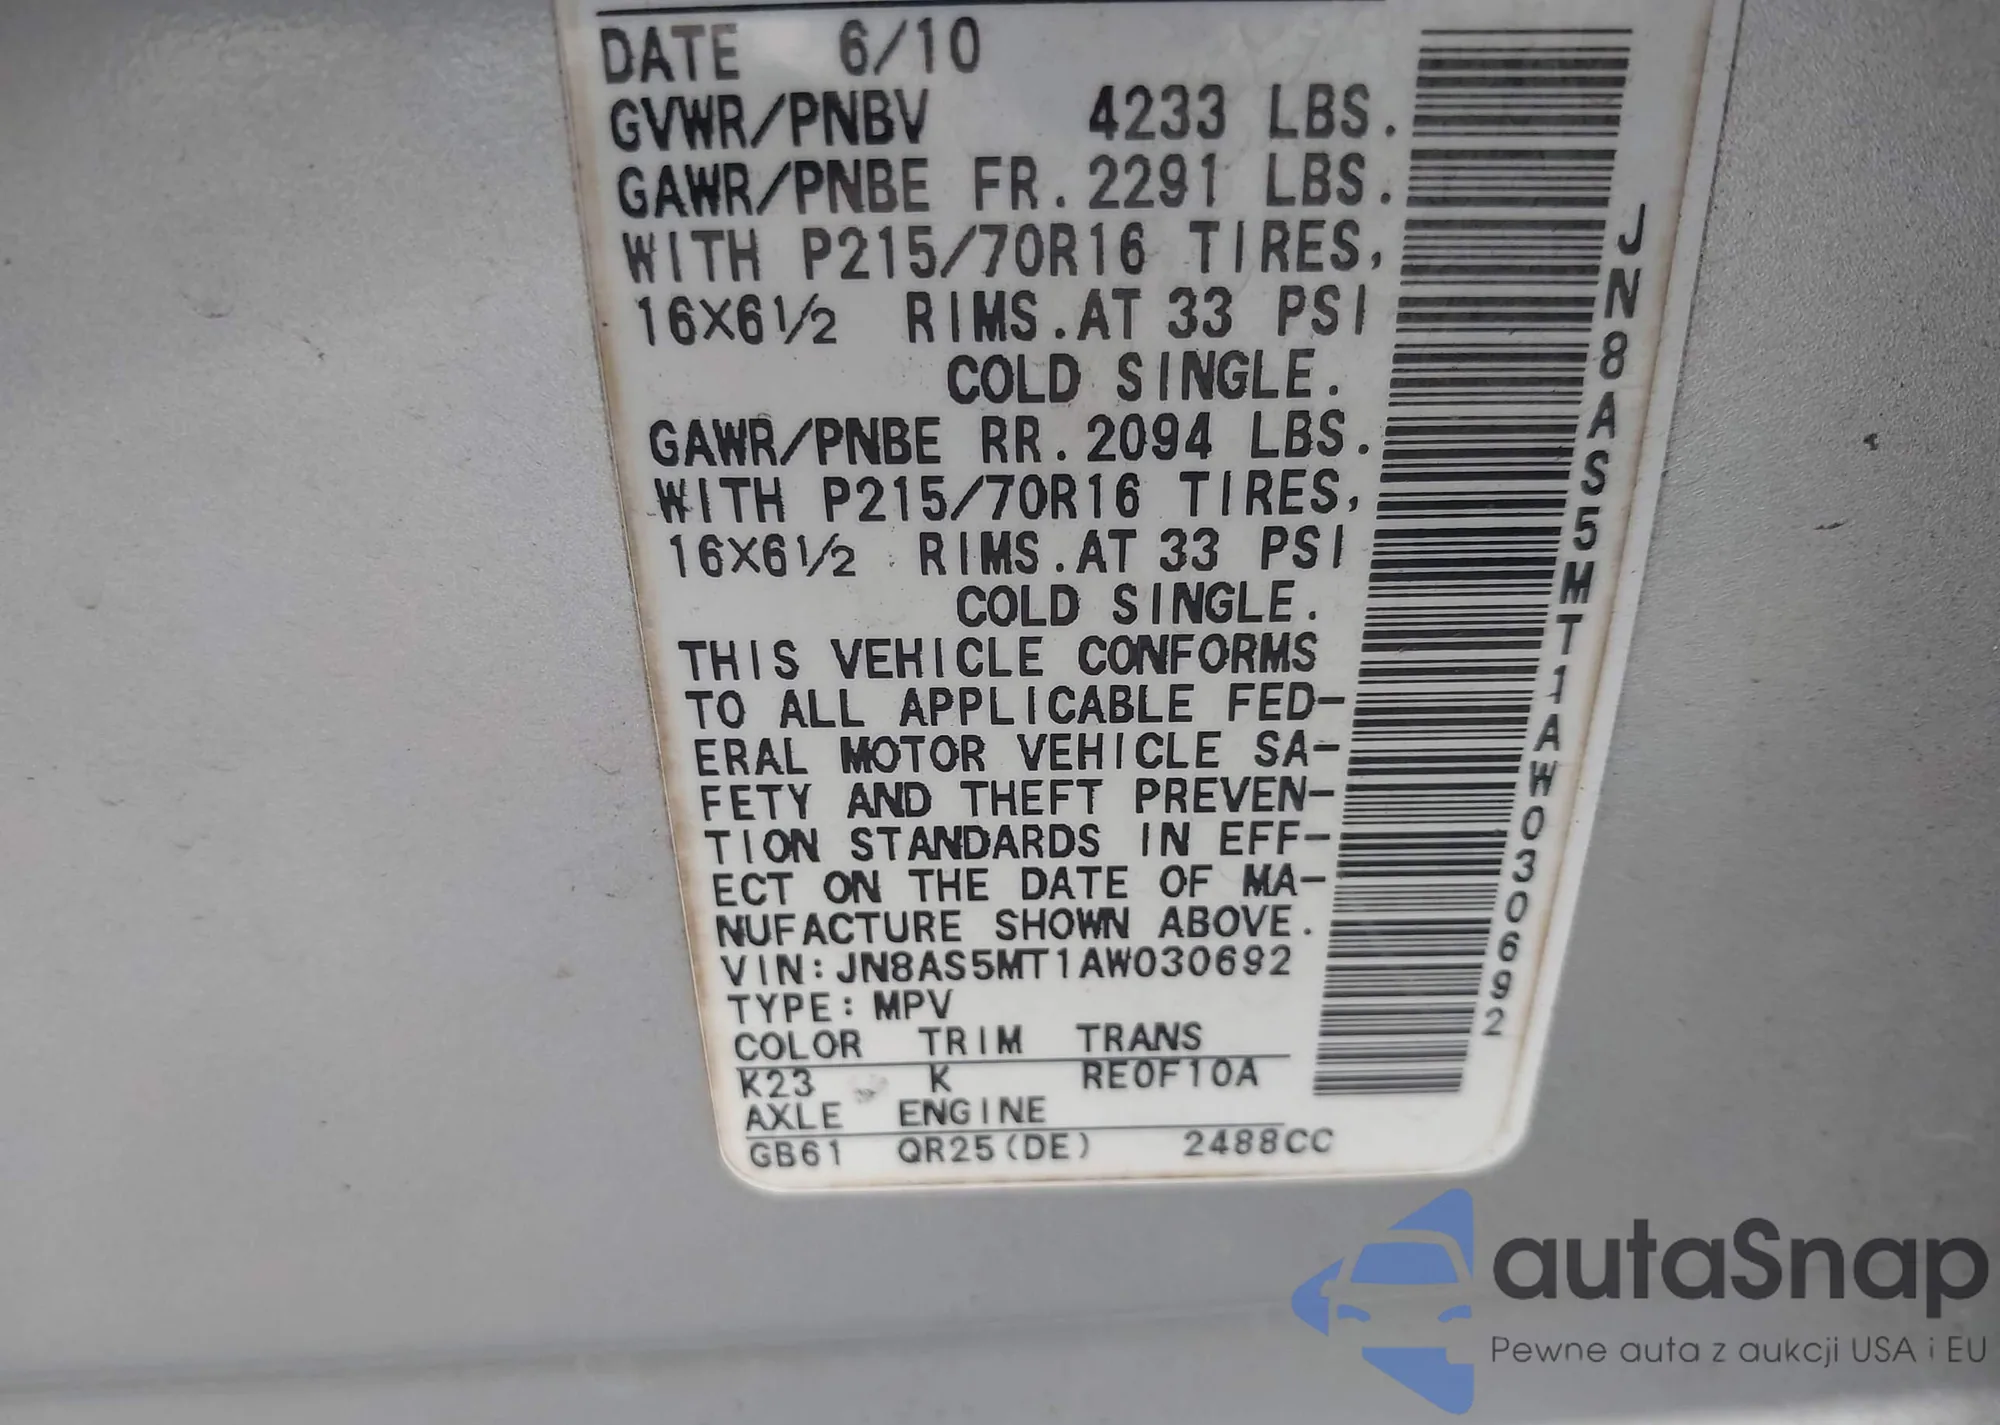 DATE 6/10
GVWR/PNBV 4233 LBS.
GAWR/PNBE FR. 2291 LBS.
WITH P215/70R16 TIRES,
16X6 1/2 RIMS. AT 33 PSI
COLD SINGLE.
GAWR/PNBE RR. 2094 LBS.
WITH P215/70R16 TIRES,
16X6 1/2 RIMS. AT 33 PSI
COLD SINGLE.
THIS VEHICLE CONFORMS
TO ALL APPLICABLE FED-
ERAL MOTOR VEHICLE SA-
FETY AND THEFT PREVEN-
TION STANDARDS IN EFF-
ECT ON THE DATE OF MA-
NUFACTURE SHOWN ABOVE.
VIN: JN8AS5MT1AW030692
TYPE: MPV
COLOR TRIM TRANS
K23 K RE0F10A
AXLE ENGINE
GB61 QR25(DE) 2488CC
JN8AS5MT1AW030692
autaSnap
Pewne auta z aukcji USA i EU